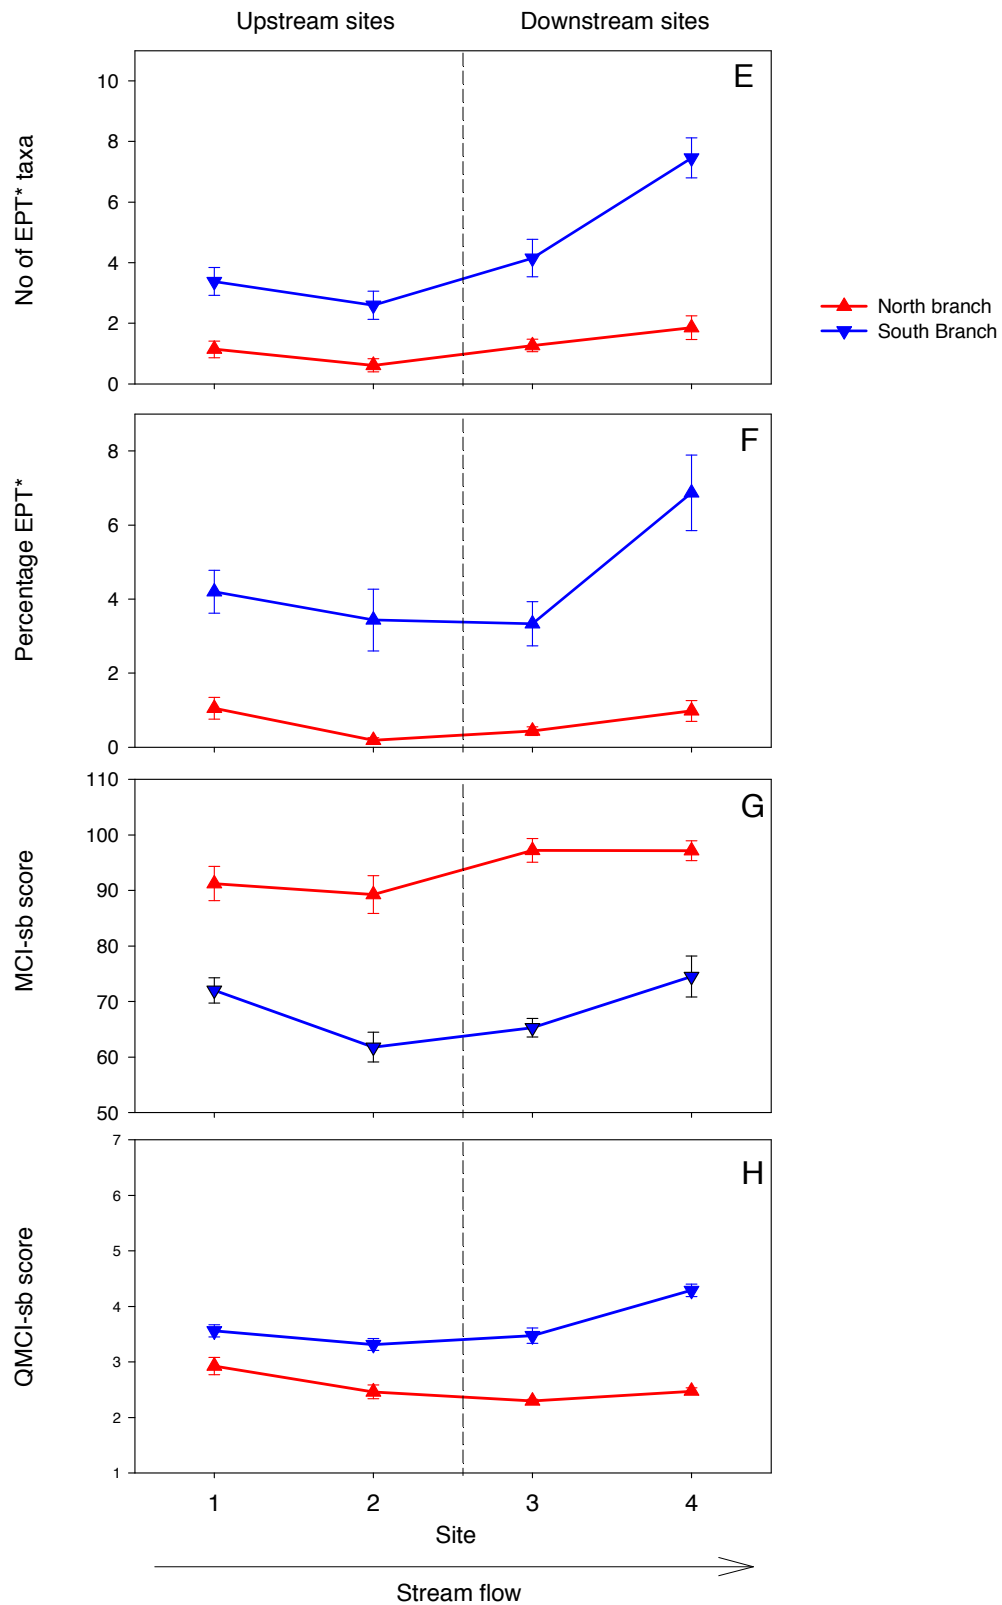 Upstream sites Downstream sites
E
No of EPT* taxa
10
8
6
4
2
0
North branch
South Branch
F
Percentage EPT*
8
6
4
2
0
G
MCI-sb score
110
100
90
80
70
60
50
H
QMCI-sb score
7
6
5
4
3
2
1
1 2 3 4
Site
Stream flow